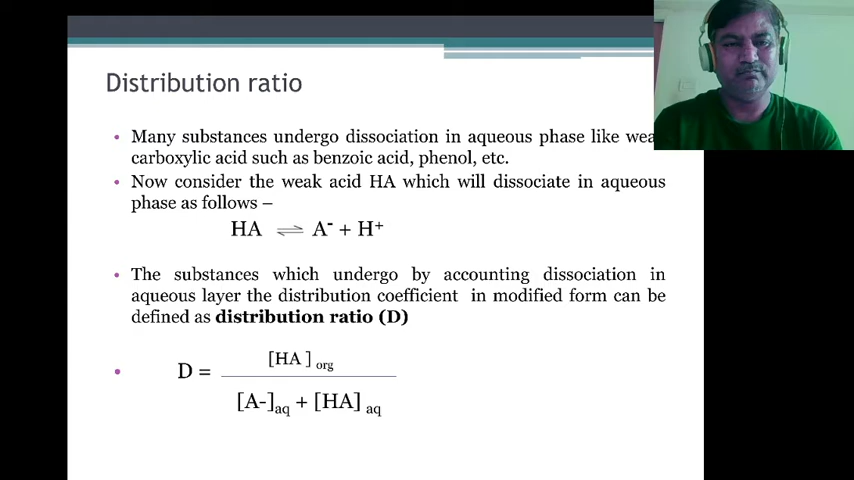 Distribution ratio
• Many substances undergo dissociation in aqueous phase like
carboxylic acid such as benzoic acid, phenol, etc.
• Now consider the weak acid HA which will dissociate in aqueous
phase as follows –
HA ⇌ A⁻ + H⁺
• The substances which undergo by accounting dissociation in
aqueous layer the distribution coefficient in modified form can be
defined as distribution ratio (D)
[HA ] org
• D =
[A-]aq + [HA] aq